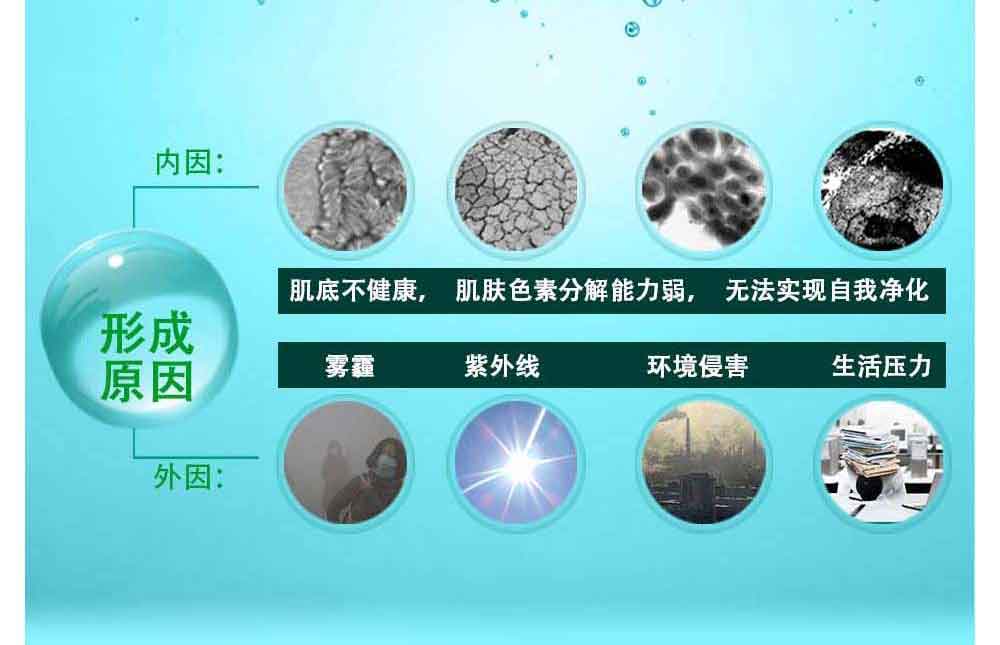 内因：
肌底不健康， 肌肤色素分解能力弱， 无法实现自我净化
形成
原因
雾霾 紫外线 环境侵害 生活压力
外因：